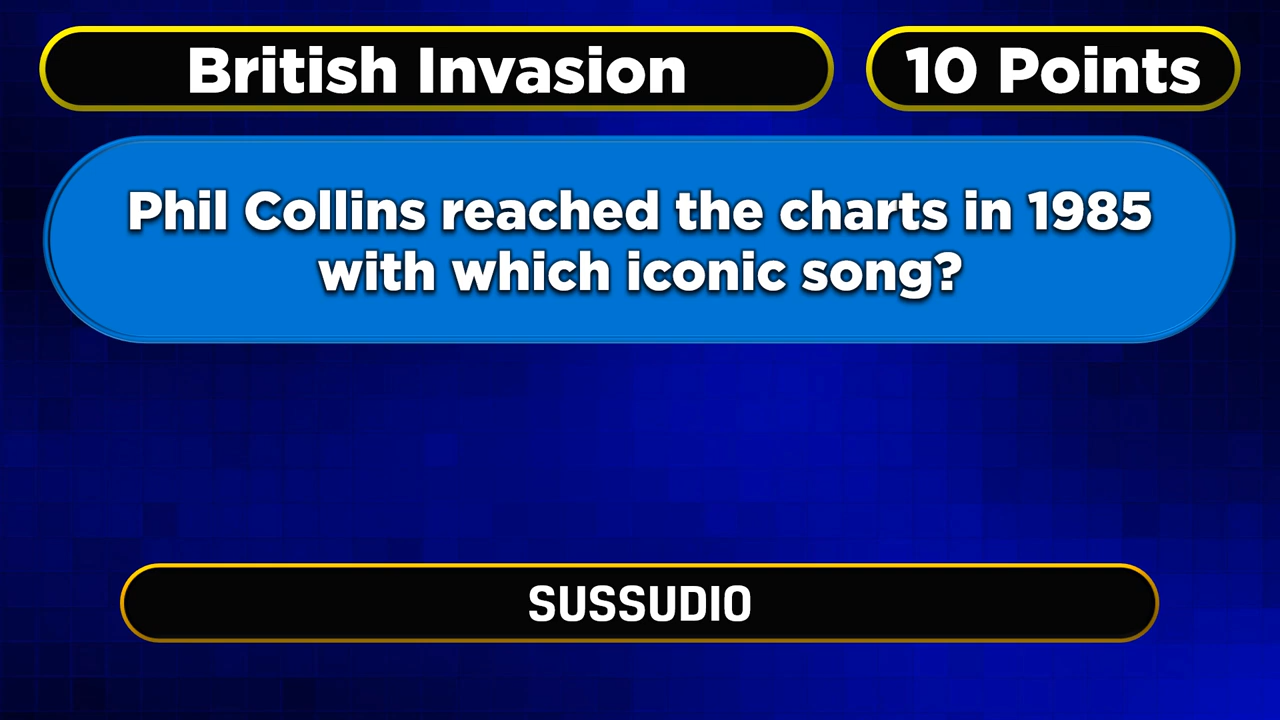 British Invasion
10 Points
Phil Collins reached the charts in 1985
with which iconic song?
SUSSUDIO